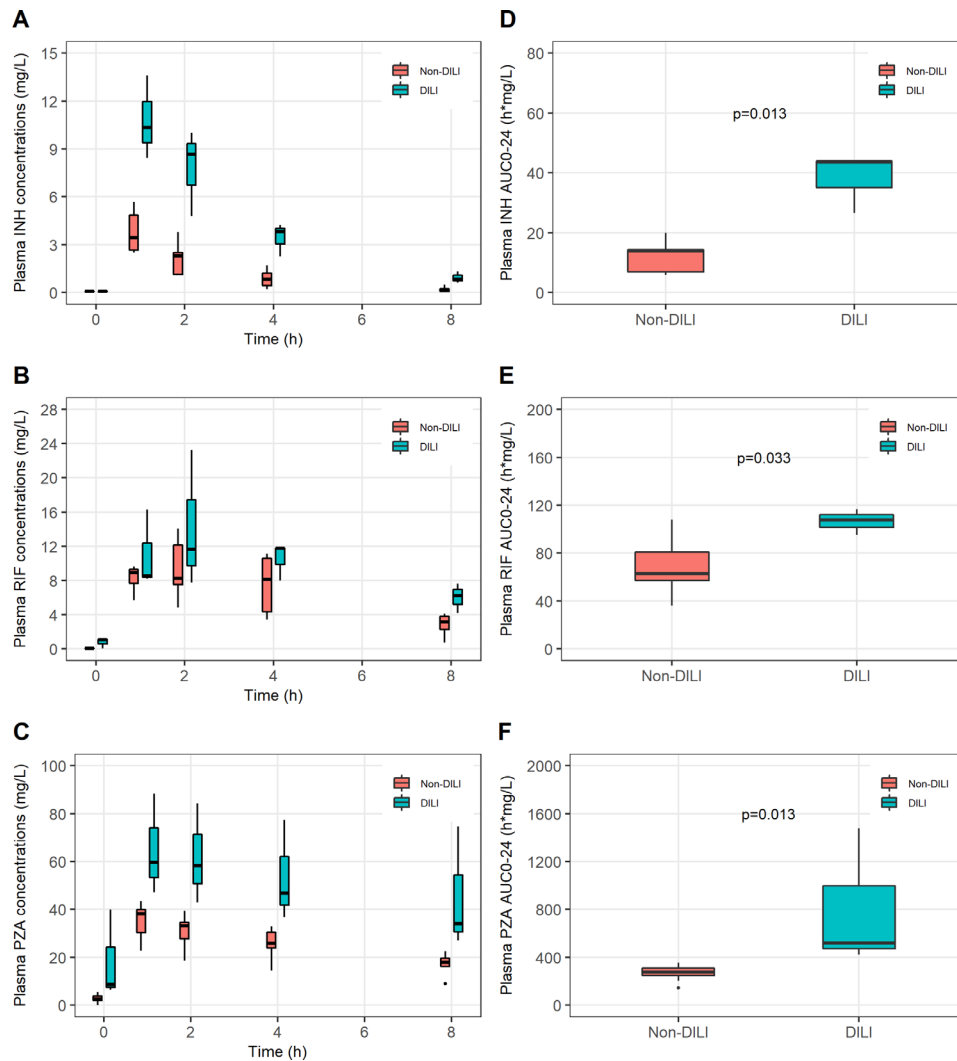 A
Plasma INH concentrations (mg/L)
15
12
9
6
3
0
0 2 4 6 8
Time (h)
Non-DILI
DILI
D
Plasma INH AUC0-24 (h*mg/L)
80
60
40
20
0
p=0.013
Non-DILI DILI
Non-DILI
DILI
B
Plasma RIF concentrations (mg/L)
28
24
20
16
12
8
4
0
0 2 4 6 8
Time (h)
Non-DILI
DILI
E
Plasma RIF AUC0-24 (h*mg/L)
200
160
120
80
40
0
p=0.033
Non-DILI DILI
Non-DILI
DILI
C
Plasma PZA concentrations (mg/L)
100
80
60
40
20
0
0 2 4 6 8
Time (h)
Non-DILI
DILI
F
Plasma PZA AUC0-24 (h*mg/L)
2000
1600
1200
800
400
0
p=0.013
Non-DILI DILI
Non-DILI
DILI